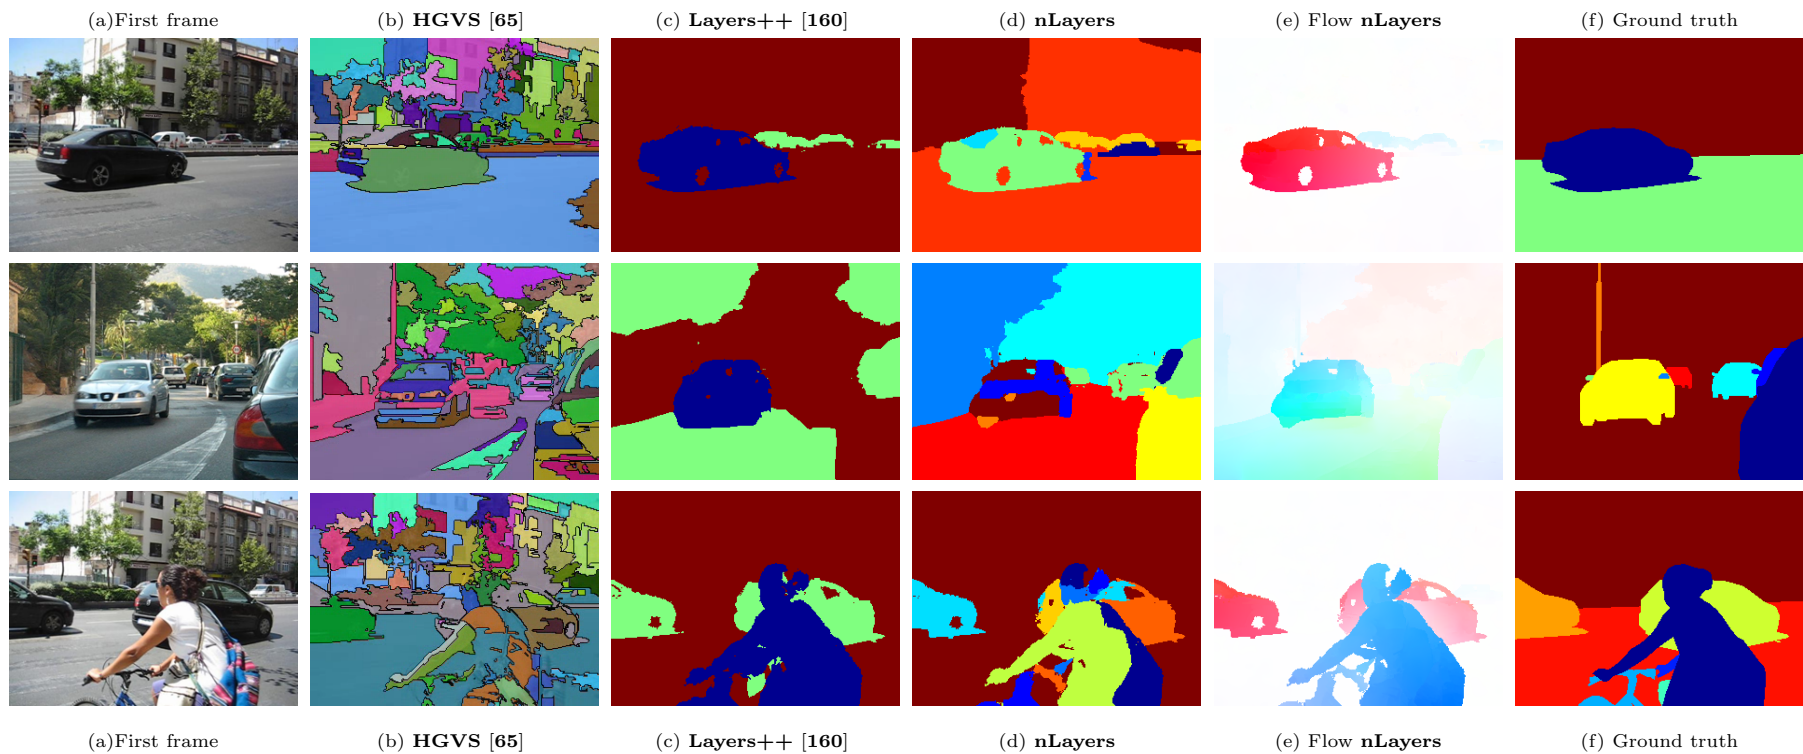 (a)First frame (b) HGVS [65] (c) Layers++ [160] (d) nLayers (e) Flow nLayers (f) Ground truth
(a)First frame (b) HGVS [65] (c) Layers++ [160] (d) nLayers (e) Flow nLayers (f) Ground truth